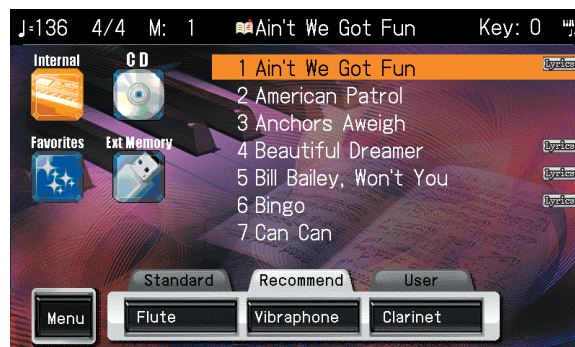 ♩=136 4/4 M: 1 Ain't We Got Fun Key: 0
Internal CD
Favorites Ext Memory
1 Ain't We Got Fun Lyrics
2 American Patrol
3 Anchors Aweigh
4 Beautiful Dreamer Lyrics
5 Bill Bailey, Won't You Lyrics
6 Bingo Lyrics
7 Can Can
Standard Recommend User
Menu Flute Vibraphone Clarinet